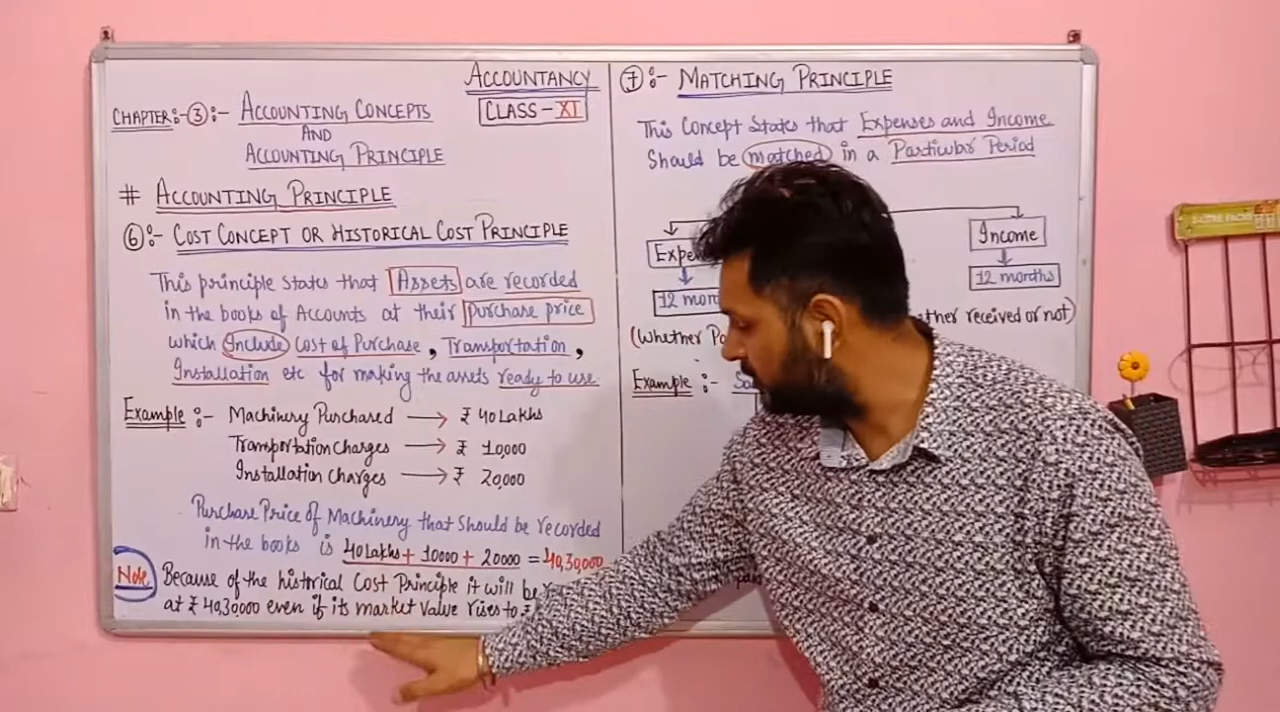 ACCOUNTANCY
CLASS-XI
CHAPTER:-③:- ACCOUNTING CONCEPTS
AND
ACCOUNTING PRINCIPLE
# ACCOUNTING PRINCIPLE
⑥:- COST CONCEPT OR HISTORICAL COST PRINCIPLE
This principle states that Assets are recorded
in the books of Accounts at their purchase price
which Include Cost of Purchase, Transportation,
Installation etc for making the assets ready to use
Example:- Machinery Purchased → ₹ 40 Lakhs
Transportation Charges → ₹ 10,000
Installation Charges → ₹ 20,000
Purchase Price of Machinery that should be recorded
in the books is 40 Lakhs + 10000 + 20000 = 40,30,000
Note Because of the historical Cost Principle it will be
at ₹ 40,30,000 even if its market value rises to ₹
⑦:- MATCHING PRINCIPLE
This Concept States that Expenses and Income
Should be matched in a Particular Period
Income
12 months
12
(Whether
received or not)
Example:-